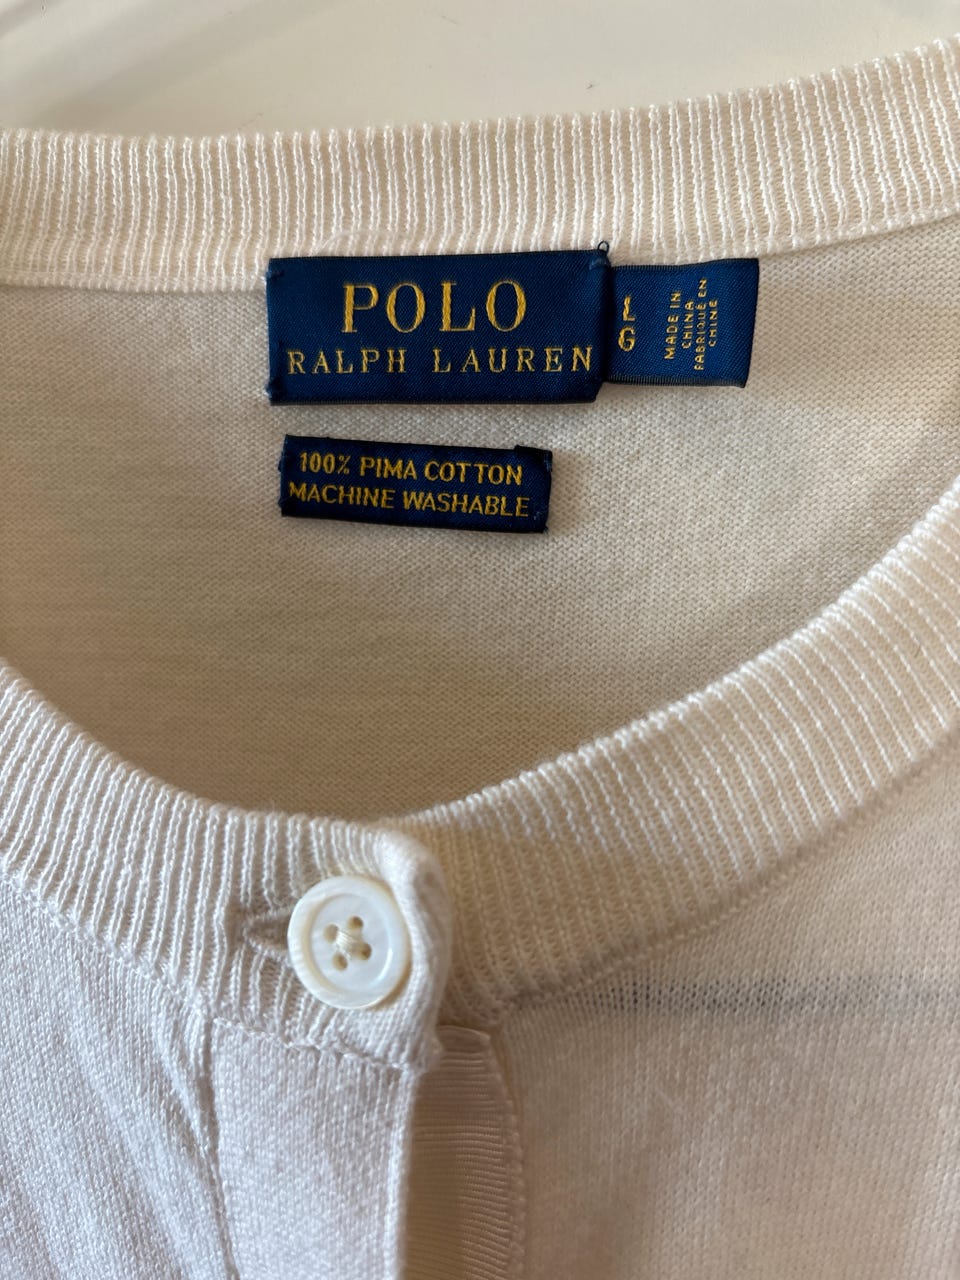 POLO
RALPH LAUREN
L
G
MADE IN
CHINA
FABRIQUÉ EN
CHINE
100% PIMA COTTON
MACHINE WASHABLE